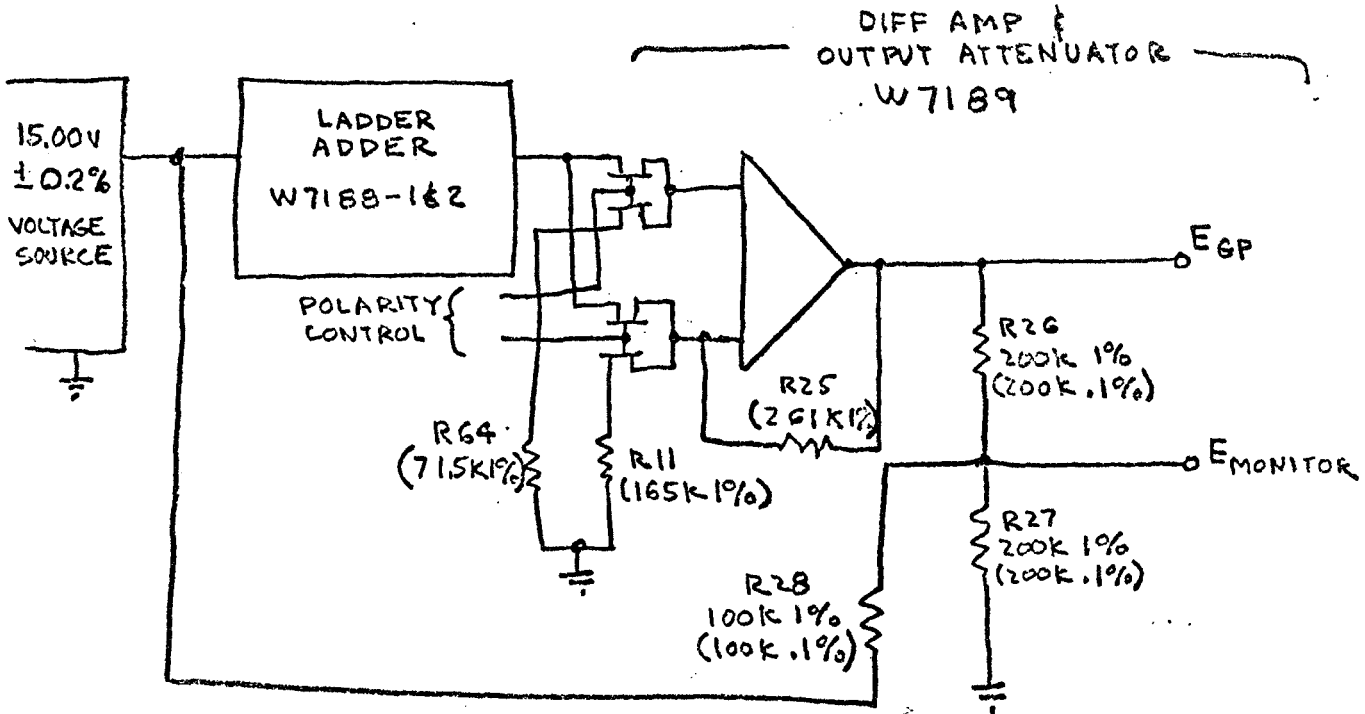 DIFF AMP &
OUTPUT ATTENUATOR
W7189
15.00V
±0.2%
VOLTAGE
SOURCE
LADDER
ADDER
W7188-1&2
POLARITY
CONTROL
E GP
R26
200K 1%
(200K .1%)
R25
(261K1%)
R64
(71.5K1%)
R11
(165K 1%)
E MONITOR
R27
200K 1%
(200K .1%)
R28
100K 1%
(100K .1%)